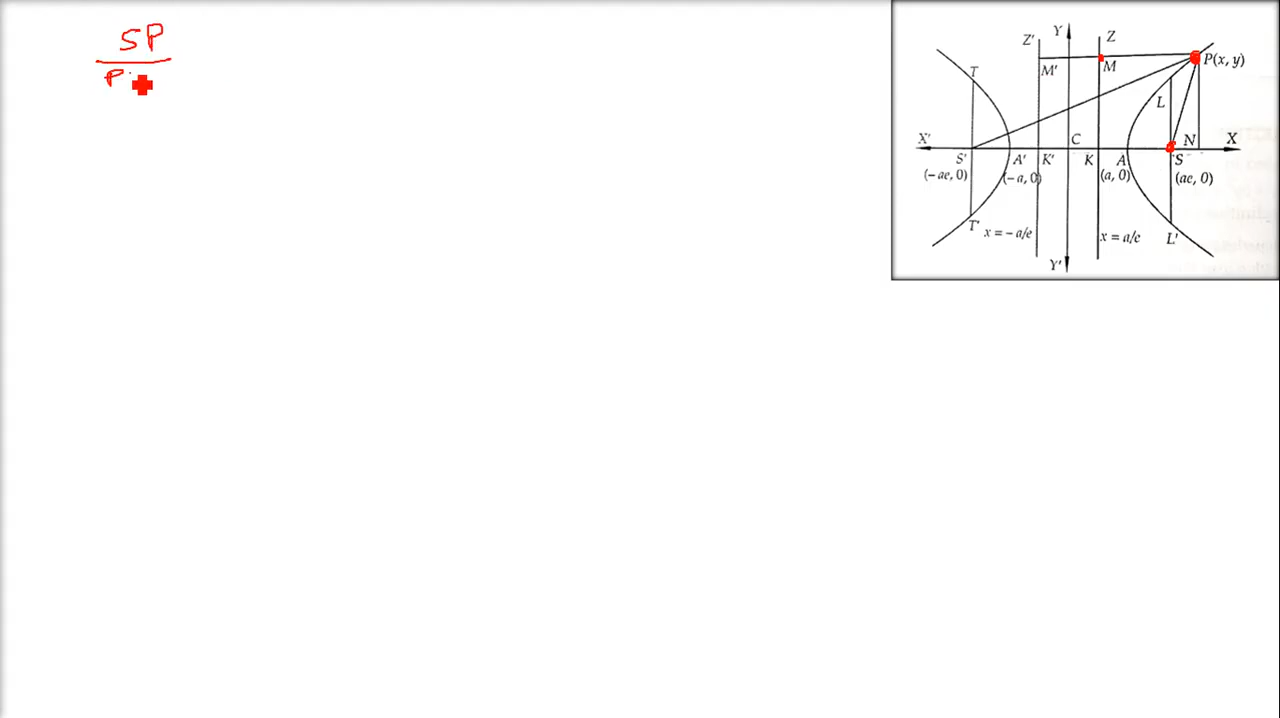 SP
P
Y
Z' Z
T M' M P(x, y)
L
X' C N X
S' A' K' K A S
(– ae, 0) (– a, 0) (a, 0) (ae, 0)
T' x = – a/e x = a/e L'
Y'